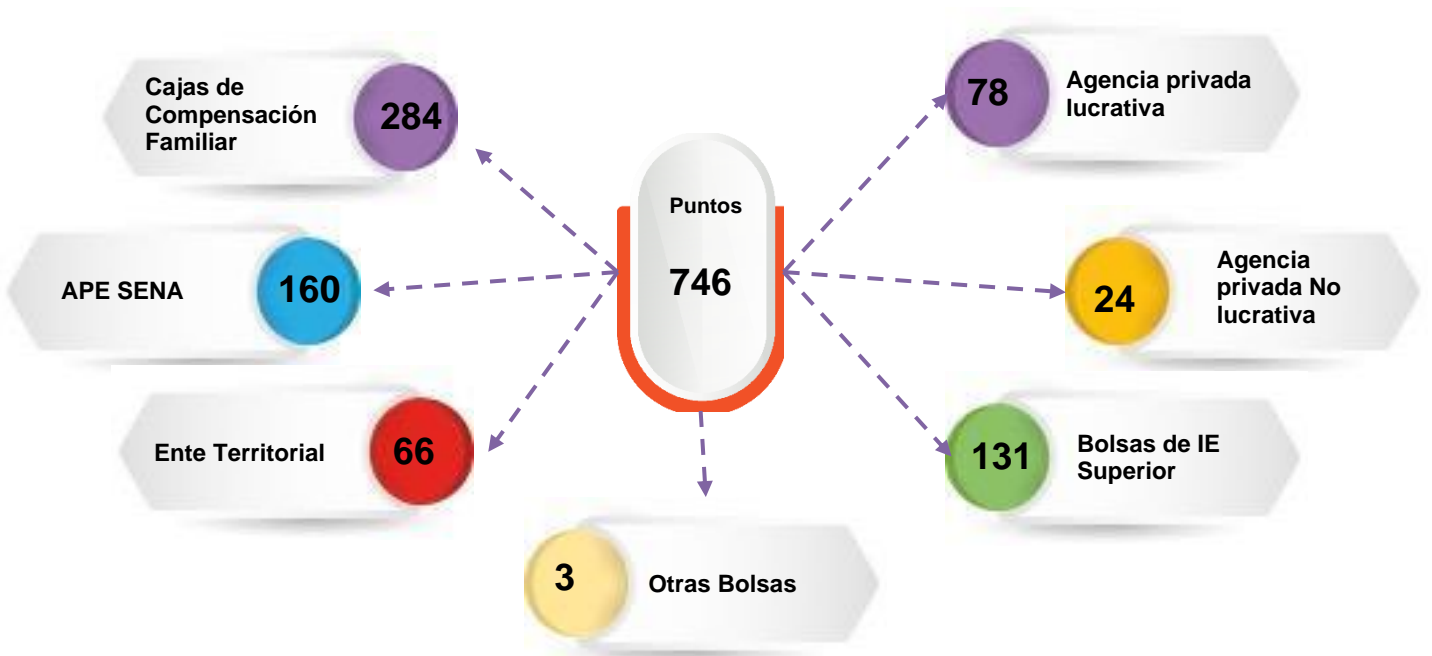 Cajas de
Compensación
Familiar
284
APE SENA
160
Ente Territorial
66
Puntos
746
3
Otras Bolsas
78
Agencia privada
lucrativa
24
Agencia
privada No
lucrativa
131
Bolsas de IE
Superior